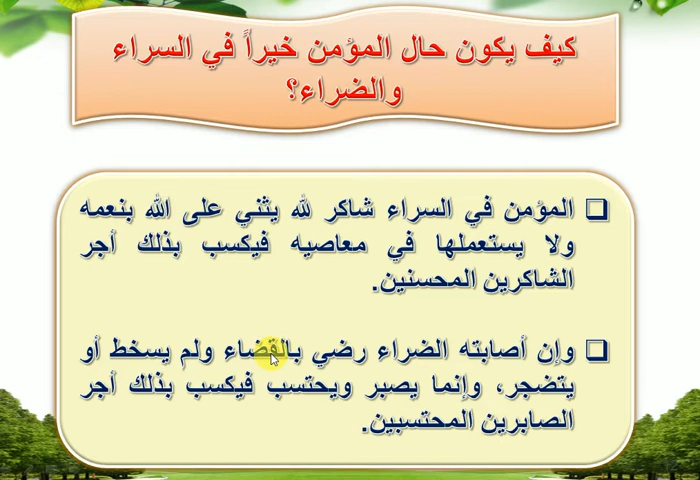 كيف يكون حال المؤمن خيراً في السراء
والضراء؟
المؤمن في السراء شاكر لله يثني على الله بنعمه
ولا يستعملها في معاصيه فيكسب بذلك أجر
الشاكرين المحسنين.
وإن أصابته الضراء رضي بالقضاء ولم يسخط أو
يتضجر، وإنما يصبر ويحتسب فيكسب بذلك أجر
الصابرين المحتسبين.